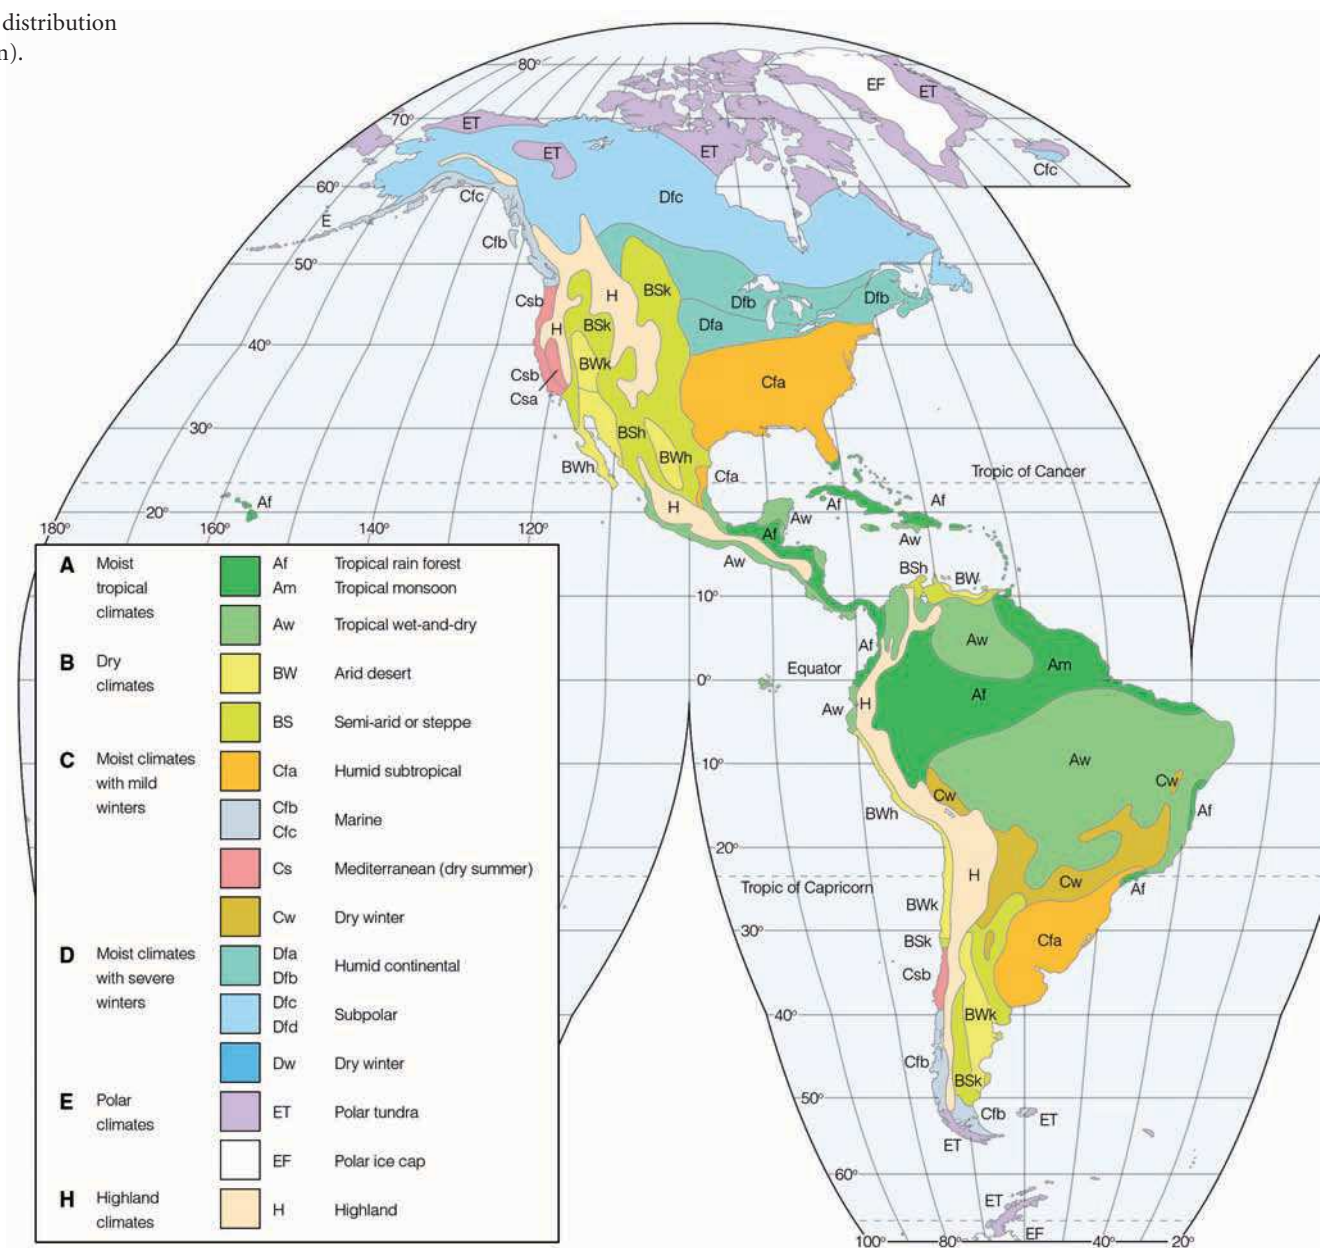 distribution
n).
80°
EF
ET
70°
ET
ET
ET
Cfc
60°
Cfc
Dfc
E
Cfb
50°
H
BSk
Csb
Dfb
Dfb
H
BSk
Dfa
40°
BWk
Csb
Cfa
Csa
30°
BSh
BWh
BWh
Cfa
Tropic of Cancer
Af
H
Af
Af
Aw
20°
180°
160°
140°
120°
Af
Aw
Aw
BSh
BW
10°
Aw
Af
Am
Equator
0°
Af
H
Aw
10°
Aw
Cw
Cw
BWh
Af
20°
H
Tropic of Capricorn
Cw
Af
BWk
30°
BSk
Cfa
Csb
40°
BWk
Cfb
BSk
50°
Cfb
ET
ET
60°
ET
EF
100°
80°
40°
20°
A Moist tropical climates
Af Tropical rain forest
Am Tropical monsoon
Aw Tropical wet-and-dry
B Dry climates
BW Arid desert
BS Semi-arid or steppe
C Moist climates with mild winters
Cfa Humid subtropical
Cfb
Cfc Marine
Cs Mediterranean (dry summer)
Cw Dry winter
D Moist climates with severe winters
Dfa
Dfb Humid continental
Dfc
Dfd Subpolar
Dw Dry winter
E Polar climates
ET Polar tundra
EF Polar ice cap
H Highland climates
H Highland